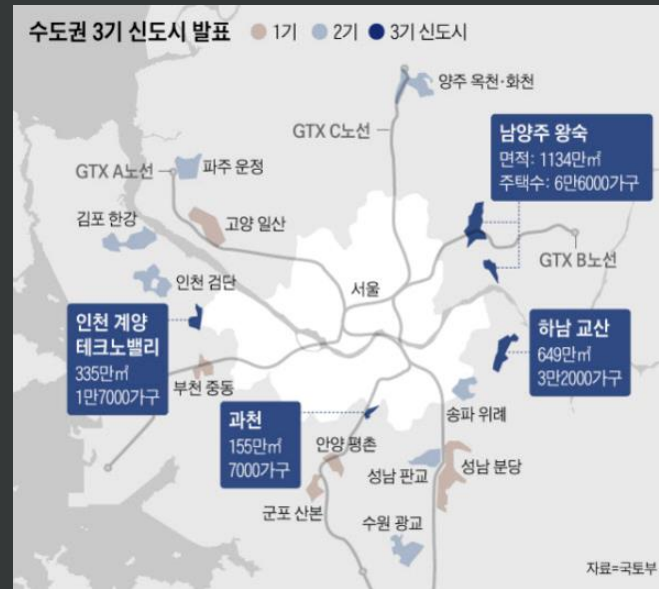 수도권 3기 신도시 발표
1기
2기
3기 신도시
양주 옥천·화천
GTX C노선
남양주 왕숙
면적: 1134만㎡
주택수: 6만6000가구
GTX A노선
파주 운정
김포 한강
고양 일산
GTX B노선
인천 검단
서울
인천 계양
테크노밸리
335만㎡
1만7000가구
하남 교산
649만㎡
3만2000가구
부천 중동
송파 위례
과천
155만㎡
7000가구
안양 평촌
성남 판교
성남 분당
군포 산본
수원 광교
자료=국토부